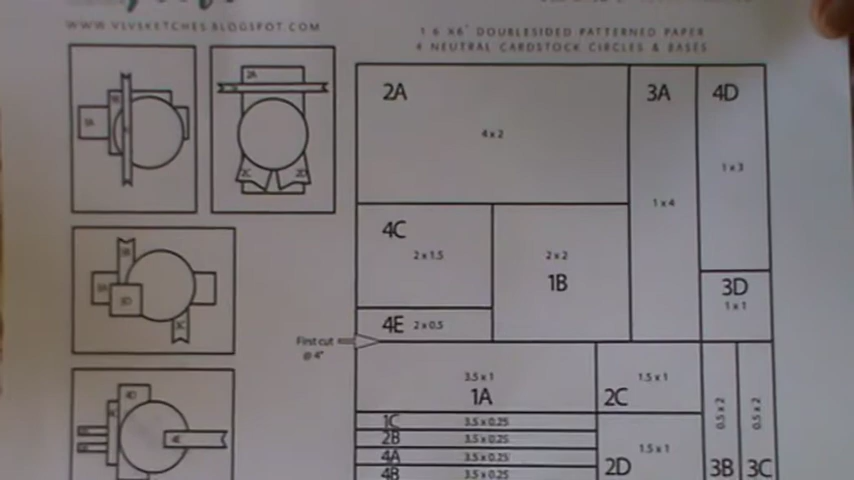 WWW.VLVSKETCHES.BLOGSPOT.COM
1 6"X6" DOUBLESIDED PATTERNED PAPER
4 NEUTRAL CARDSTOCK CIRCLES & BASES
2A
4 x 2
3A
1 x 4
4D
1 x 3
4C
2 x 1.5
2 x 2
1B
3D
1 x 1
4E 2 x 0.5
First cut
@ 4"
3.5 x 1
1A
1.5 x 1
2C
1C 3.5 x 0.25
2B 3.5 x 0.25
4A 3.5 x 0.25
4B 3.5 x 0.25
1.5 x 1
2D
0.5 x 2
3B
0.5 x 2
3C
2A
2C
2D
3D
3C
4D
4E